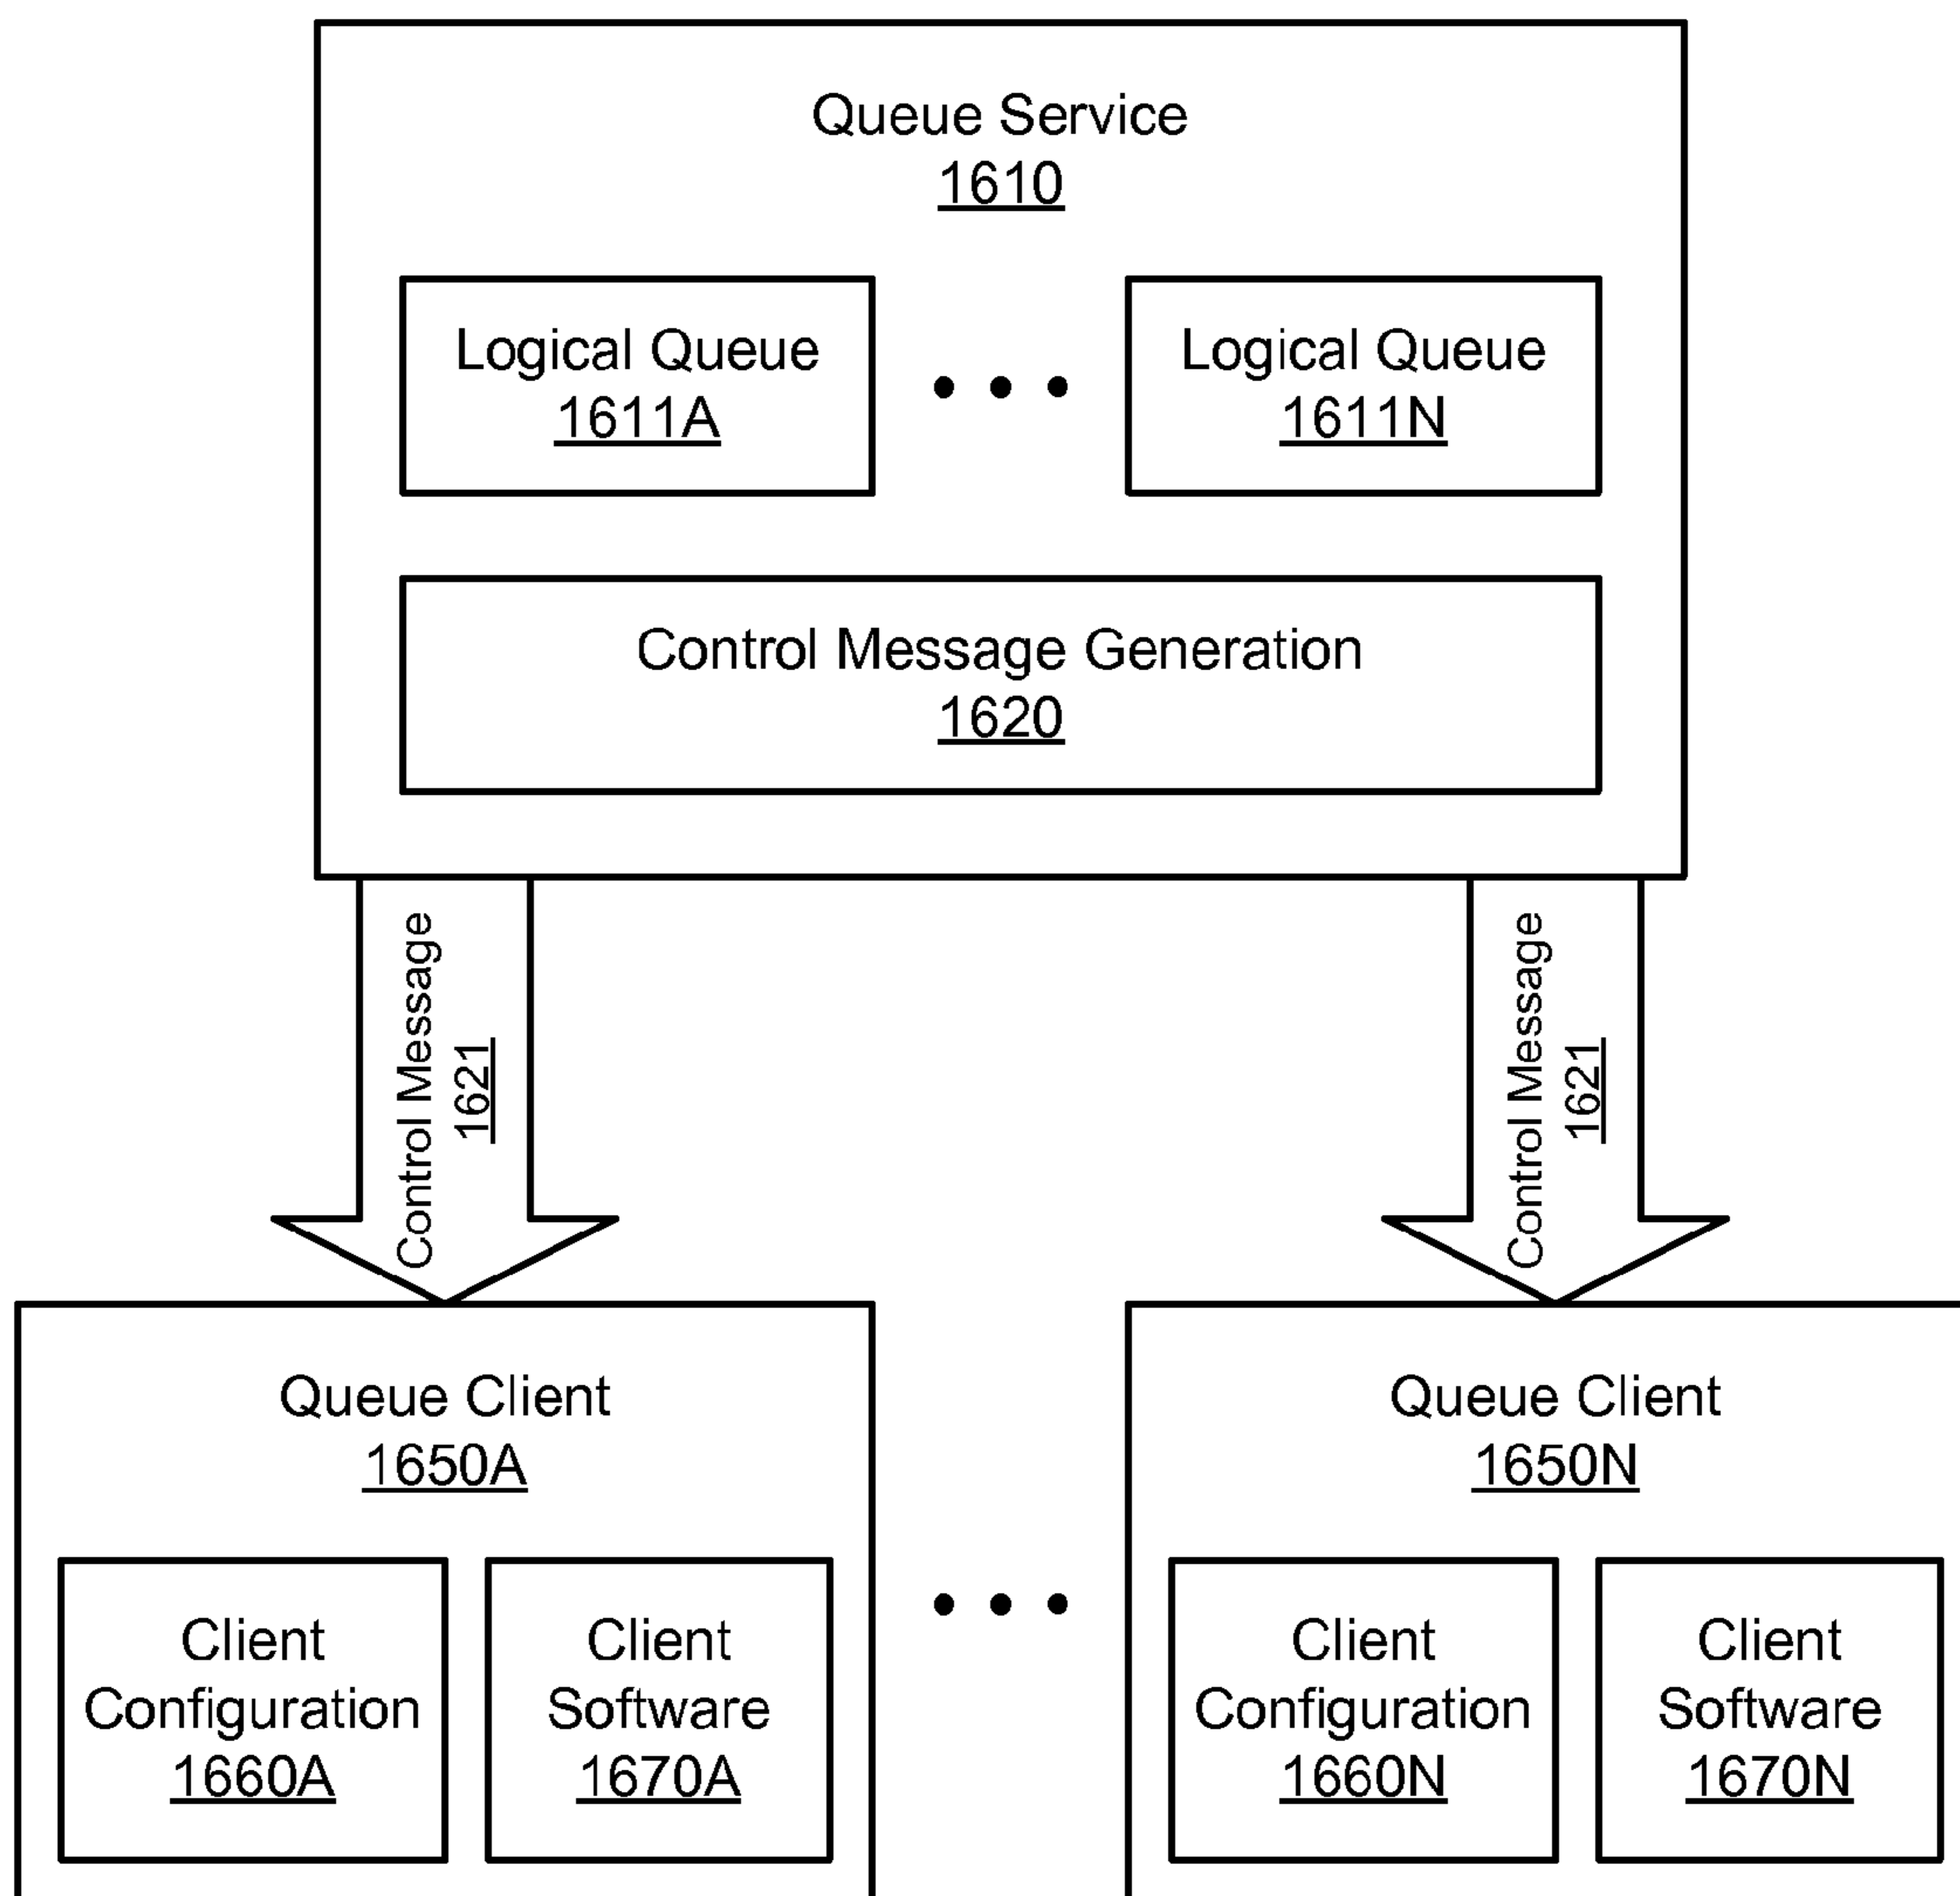 Queue Service
1610
Logical Queue
1611A
Logical Queue
1611N
Control Message Generation
1620
Control Message
1621
Control Message
1621
Queue Client
1650A
Client
Configuration
1660A
Client
Software
1670A
Queue Client
1650N
Client
Configuration
1660N
Client
Software
1670N